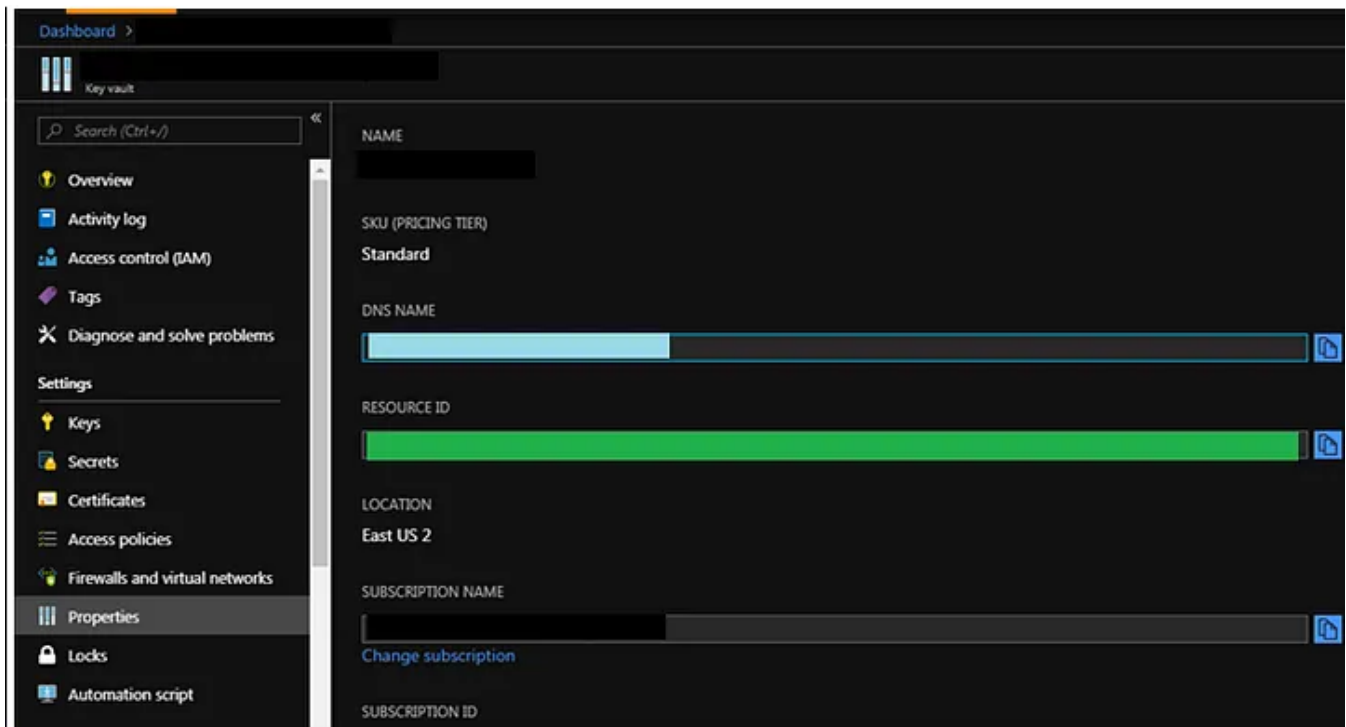 Dashboard >
Key vault
Search (Ctrl+/)
«
Overview
Activity log
Access control (IAM)
Tags
Diagnose and solve problems
Settings
Keys
Secrets
Certificates
Access policies
Firewalls and virtual networks
Properties
Locks
Automation script
NAME
SKU (PRICING TIER)
Standard
DNS NAME
RESOURCE ID
LOCATION
East US 2
SUBSCRIPTION NAME
Change subscription
SUBSCRIPTION ID